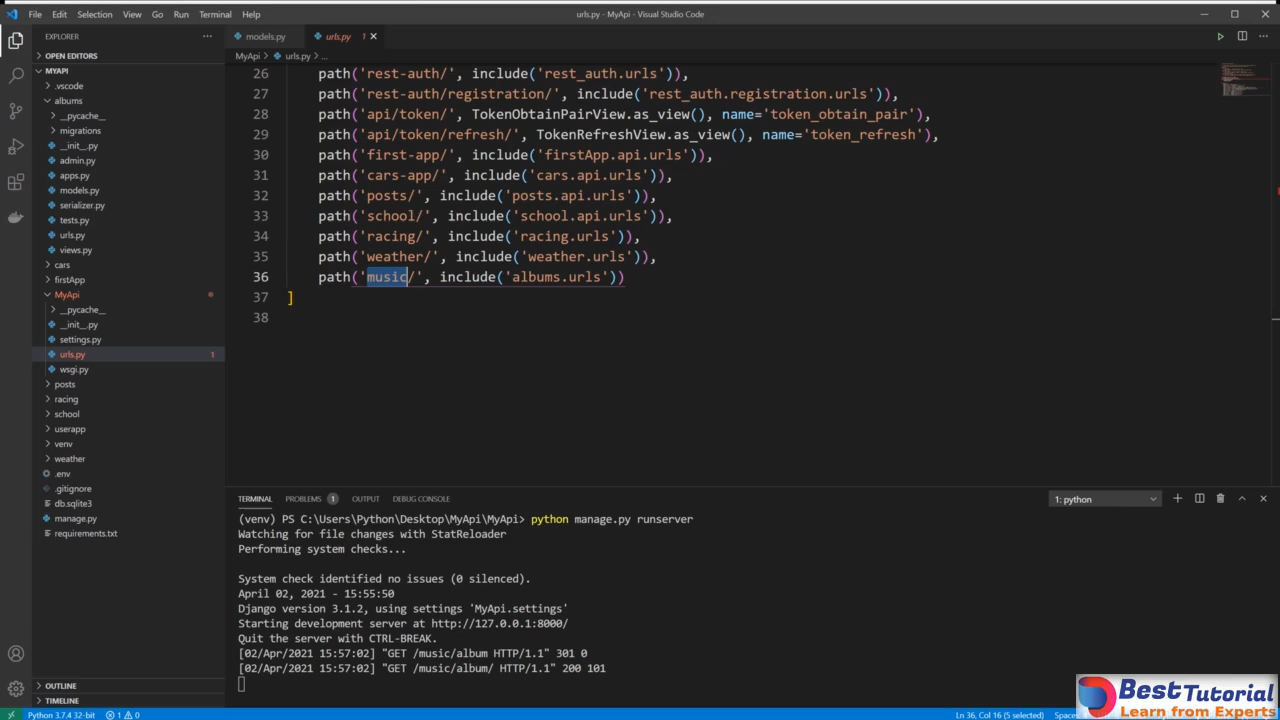 File Edit Selection View Go Run Terminal Help
urls.py - MyApi - Visual Studio Code
EXPLORER
OPEN EDITORS
MYAPI
.vscode
albums
__pycache__
migrations
__init__.py
admin.py
apps.py
models.py
serializer.py
tests.py
urls.py
views.py
cars
firstApp
MyApi
__pycache__
__init__.py
settings.py
urls.py 1
wsgi.py
posts
racing
school
userapp
venv
weather
.env
.gitignore
db.sqlite3
manage.py
requirements.txt
OUTLINE
TIMELINE
models.py urls.py 1
MyApi > urls.py > ...
26 path('rest-auth/', include('rest_auth.urls')),
27 path('rest-auth/registration/', include('rest_auth.registration.urls')),
28 path('api/token/', TokenObtainPairView.as_view(), name='token_obtain_pair'),
29 path('api/token/refresh/', TokenRefreshView.as_view(), name='token_refresh'),
30 path('first-app/', include('firstApp.api.urls')),
31 path('cars-app/', include('cars.api.urls')),
32 path('posts/', include('posts.api.urls')),
33 path('school/', include('school.api.urls')),
34 path('racing/', include('racing.urls')),
35 path('weather/', include('weather.urls')),
36 path('music/', include('albums.urls'))
37 ]
38
TERMINAL PROBLEMS 1 OUTPUT DEBUG CONSOLE
1: python
(venv) PS C:\Users\Python\Desktop\MyApi\MyApi> python manage.py runserver
Watching for file changes with StatReloader
Performing system checks...
System check identified no issues (0 silenced).
April 02, 2021 - 15:55:50
Django version 3.1.2, using settings 'MyApi.settings'
Starting development server at http://127.0.0.1:8000/
Quit the server with CTRL-BREAK.
[02/Apr/2021 15:57:02] "GET /music/album HTTP/1.1" 301 0
[02/Apr/2021 15:57:02] "GET /music/album/ HTTP/1.1" 200 101
Python 3.7.4 32-bit 1 0
Ln 36, Col 16 (5 selected) Spaces
BestTutorial
Learn from Experts